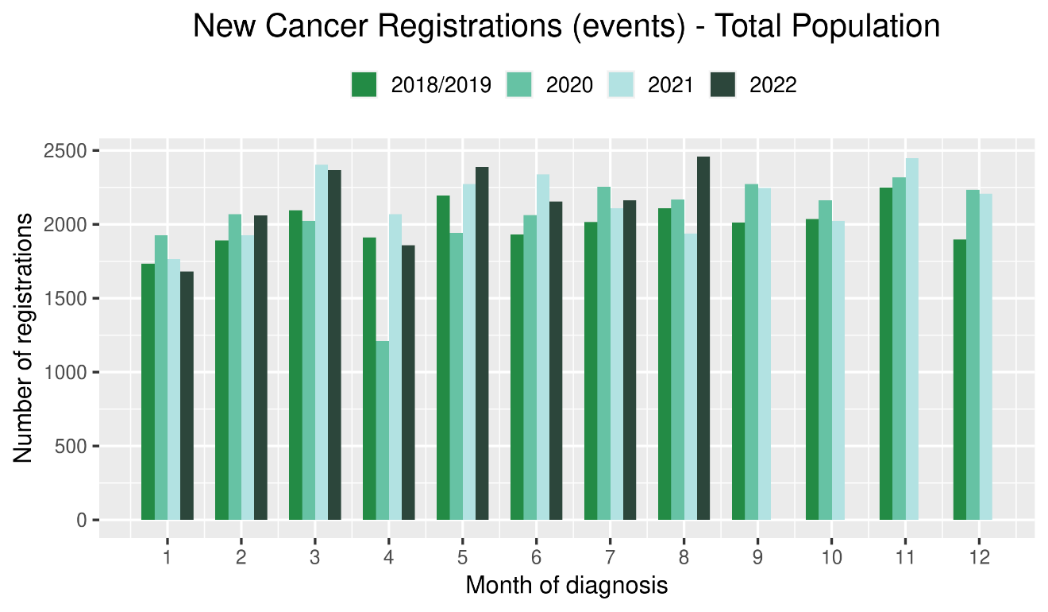 New Cancer Registrations (events) - Total Population
2018/2019 2020 2021 2022
Number of registrations
2500
2000
1500
1000
500
0
1 2 3 4 5 6 7 8 9 10 11 12
Month of diagnosis